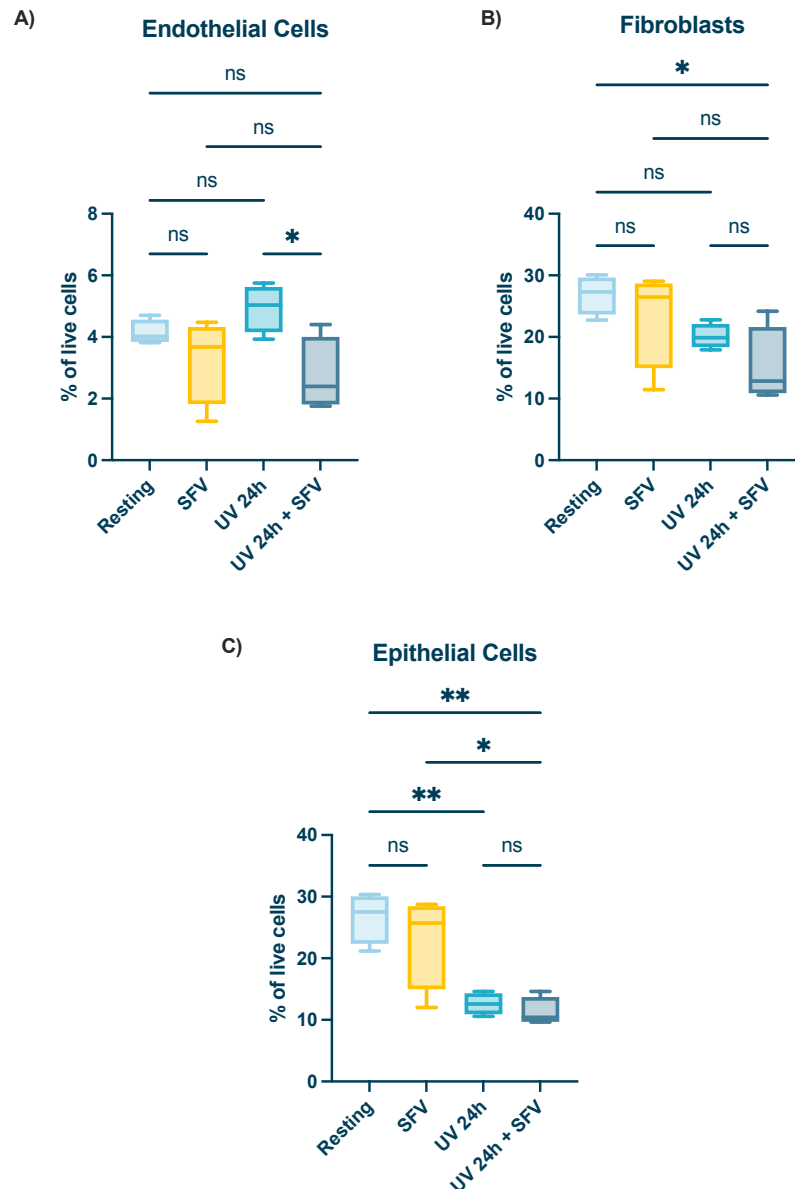 A)
Endothelial Cells
ns
ns
ns
ns
*
8
6
4
2
0
% of live cells
Resting
SFV
UV 24h
UV 24h + SFV
B)
Fibroblasts
*
ns
ns
ns
ns
40
30
20
10
0
% of live cells
Resting
SFV
UV 24h
UV 24h + SFV
C)
Epithelial Cells
**
*
**
ns
ns
40
30
20
10
0
% of live cells
Resting
SFV
UV 24h
UV 24h + SFV